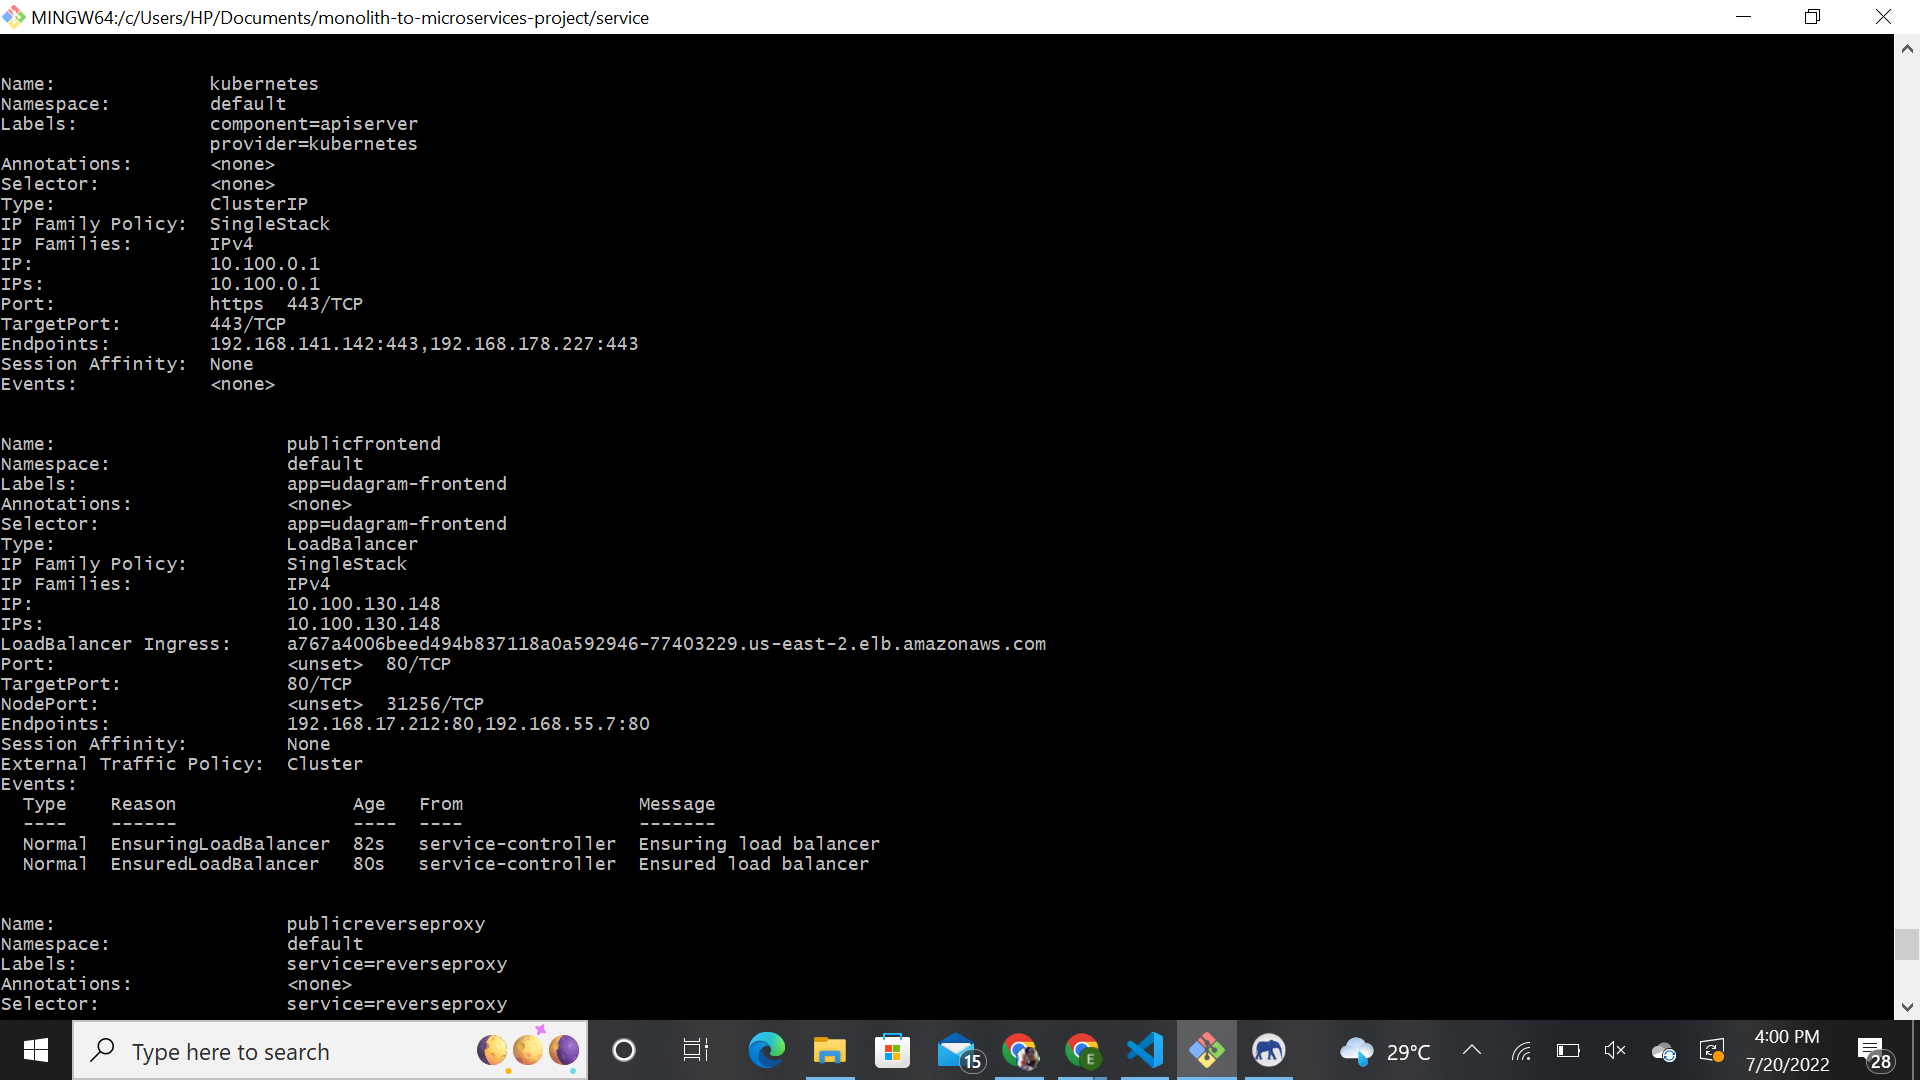 MINGW64:/c/Users/HP/Documents/monolith-to-microservices-project/service
Name:              kubernetes
Namespace:         default
Labels:            component=apiserver
                   provider=kubernetes
Annotations:       <none>
Selector:          <none>
Type:              ClusterIP
IP Family Policy:  SingleStack
IP Families:       IPv4
IP:                10.100.0.1
IPs:               10.100.0.1
Port:              https  443/TCP
TargetPort:        443/TCP
Endpoints:         192.168.141.142:443,192.168.178.227:443
Session Affinity:  None
Events:            <none>
Name:                     publicfrontend
Namespace:                default
Labels:                   app=udagram-frontend
Annotations:              <none>
Selector:                 app=udagram-frontend
Type:                     LoadBalancer
IP Family Policy:         SingleStack
IP Families:              IPv4
IP:                       10.100.130.148
IPs:                      10.100.130.148
LoadBalancer Ingress:     a767a4006beed494b837118a0a592946-77403229.us-east-2.elb.amazonaws.com
Port:                     <unset>  80/TCP
TargetPort:               80/TCP
NodePort:                 <unset>  31256/TCP
Endpoints:                192.168.17.212:80,192.168.55.7:80
Session Affinity:         None
External Traffic Policy:  Cluster
Events:
  Type    Reason                Age   From                Message
  ----    ------                ----  ----                -------
  Normal  EnsuringLoadBalancer  82s   service-controller  Ensuring load balancer
  Normal  EnsuredLoadBalancer   80s   service-controller  Ensured load balancer
Name:                     publicreverseproxy
Namespace:                default
Labels:                   service=reverseproxy
Annotations:              <none>
Selector:                 service=reverseproxy
Type here to search
15
E
29°C
4:00 PM
7/20/2022
28